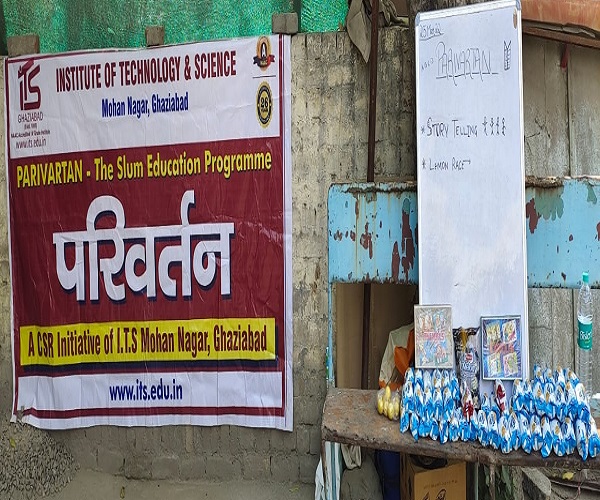 iTS
GHAZIABAD
www.its.edu.in
INSTITUTE OF TECHNOLOGY & SCIENCE
Mohan Nagar, Ghaziabad
PARIVARTAN - The Slum Education Programme
परिवर्तन
A CSR Initiative of I.T.S Mohan Nagar, Ghaziabad
www.its.edu.in
PARIVARTAN
* STORY TELLING
* LEMON RACE